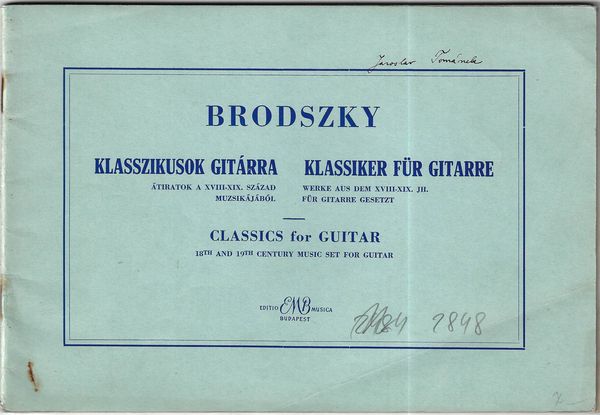 Jaroslav Tománek
BRODSZKY
KLASSZIKUSOK GITÁRRA
ÁTIRATOK A XVIII-XIX. SZÁZAD
MUZSIKÁJÁBÓL
KLASSIKER FÜR GITARRE
WERKE AUS DEM XVIII-XIX. JH.
FÜR GITARRE GESETZT
CLASSICS for GUITAR
18TH AND 19TH CENTURY MUSIC SET FOR GUITAR
EDITIO EMB MUSICA
BUDAPEST
2848